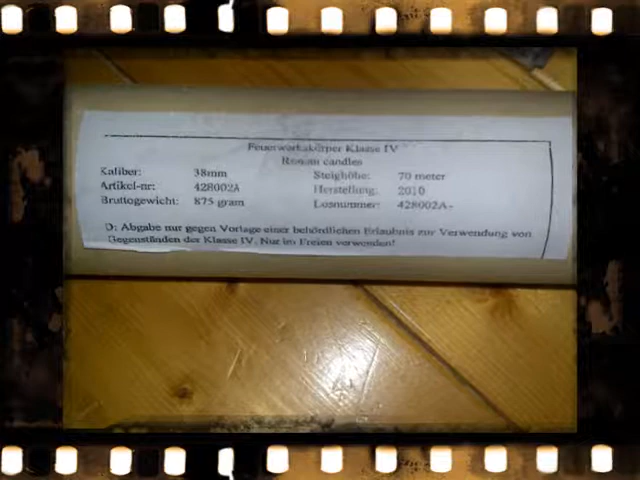 Feuerwerkskörper Klasse IV
Roman candles
Kaliber: 38mm Steighöhe: 70 meter
Artikel-nr: 428002A Herstellung: 2010
Bruttogewicht: 875 gram Losnummer: 428002A-
D: Abgabe nur gegen Vorlage einer behördlichen Erlaubnis zur Verwendung von
Gegenständen der Klasse IV. Nur im Freien verwenden!